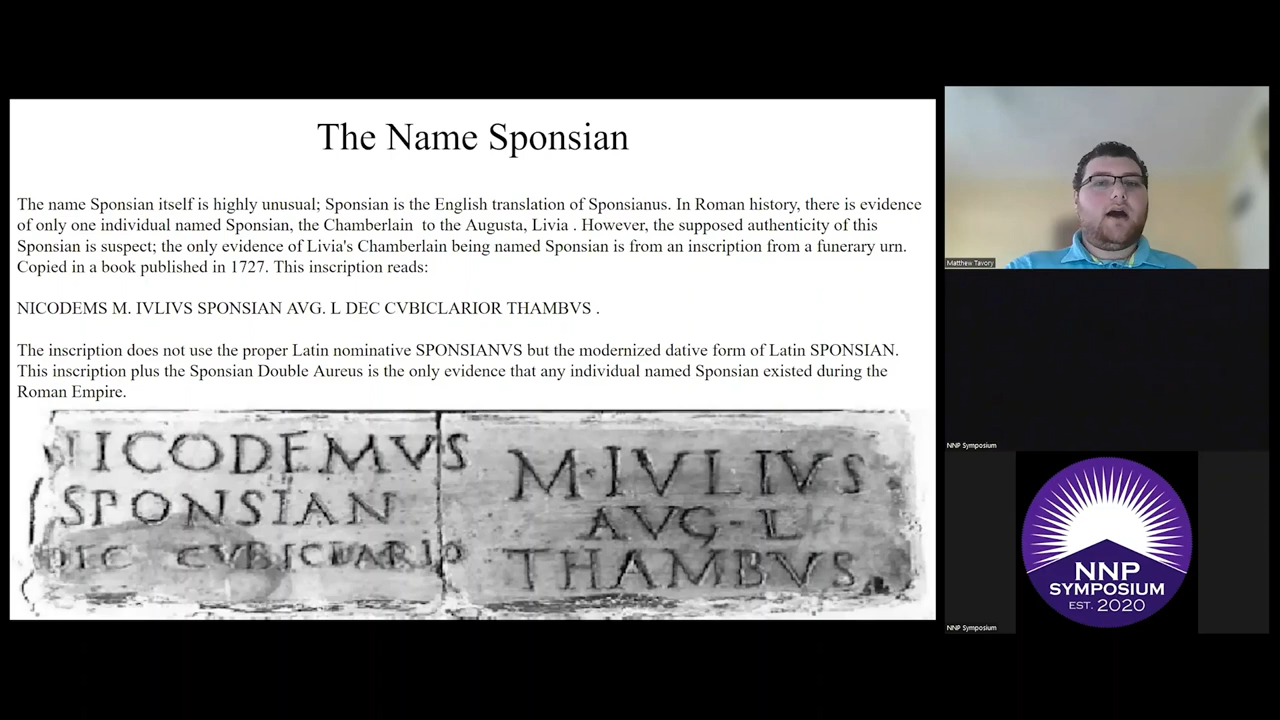 The Name Sponsian
The name Sponsian itself is highly unusual; Sponsian is the English translation of Sponsianus. In Roman history, there is evidence
of only one individual named Sponsian, the Chamberlain to the Augusta, Livia . However, the supposed authenticity of this
Sponsian is suspect; the only evidence of Livia's Chamberlain being named Sponsian is from an inscription from a funerary urn.
Copied in a book published in 1727. This inscription reads:
NICODEMS M. IVLIVS SPONSIAN AVG. L DEC CVBICLARIOR THAMBVS .
The inscription does not use the proper Latin nominative SPONSIANVS but the modernized dative form of Latin SPONSIAN.
This inscription plus the Sponsian Double Aureus is the only evidence that any individual named Sponsian existed during the
Roman Empire.
NICODEMVS
SPONSIAN
DEC CVBICVARIO
M·IVLIVS
AVG-L
THAMBVS
Matthew Tavory
NNP Symposium
NNP
SYMPOSIUM
EST. 2020
NNP Symposium